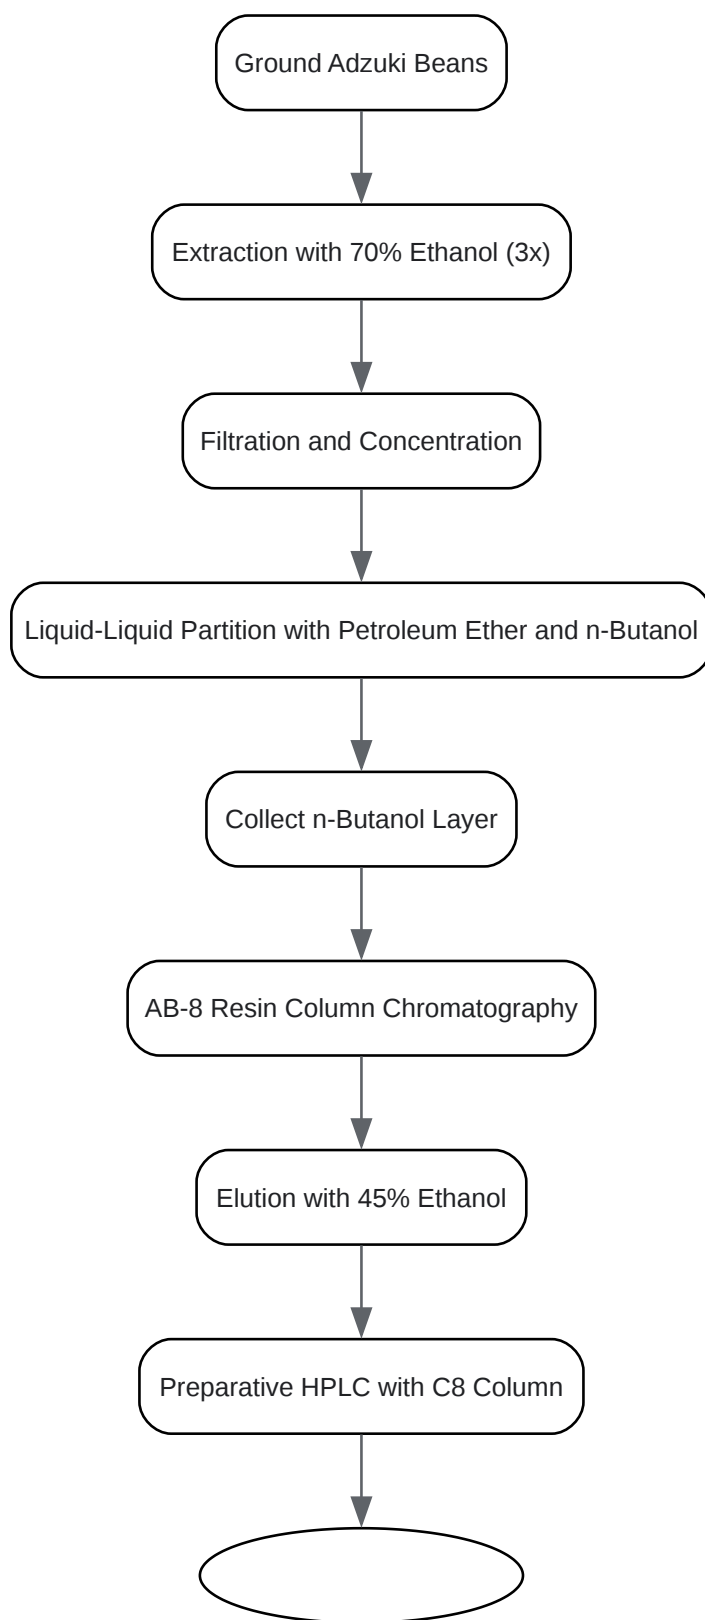 Ground Adzuki Beans
Extraction with 70% Ethanol (3x)
Filtration and Concentration
Liquid-Liquid Partition with Petroleum Ether and n-Butanol
Collect n-Butanol Layer
AB-8 Resin Column Chromatography
Elution with 45% Ethanol
Preparative HPLC with C8 Column